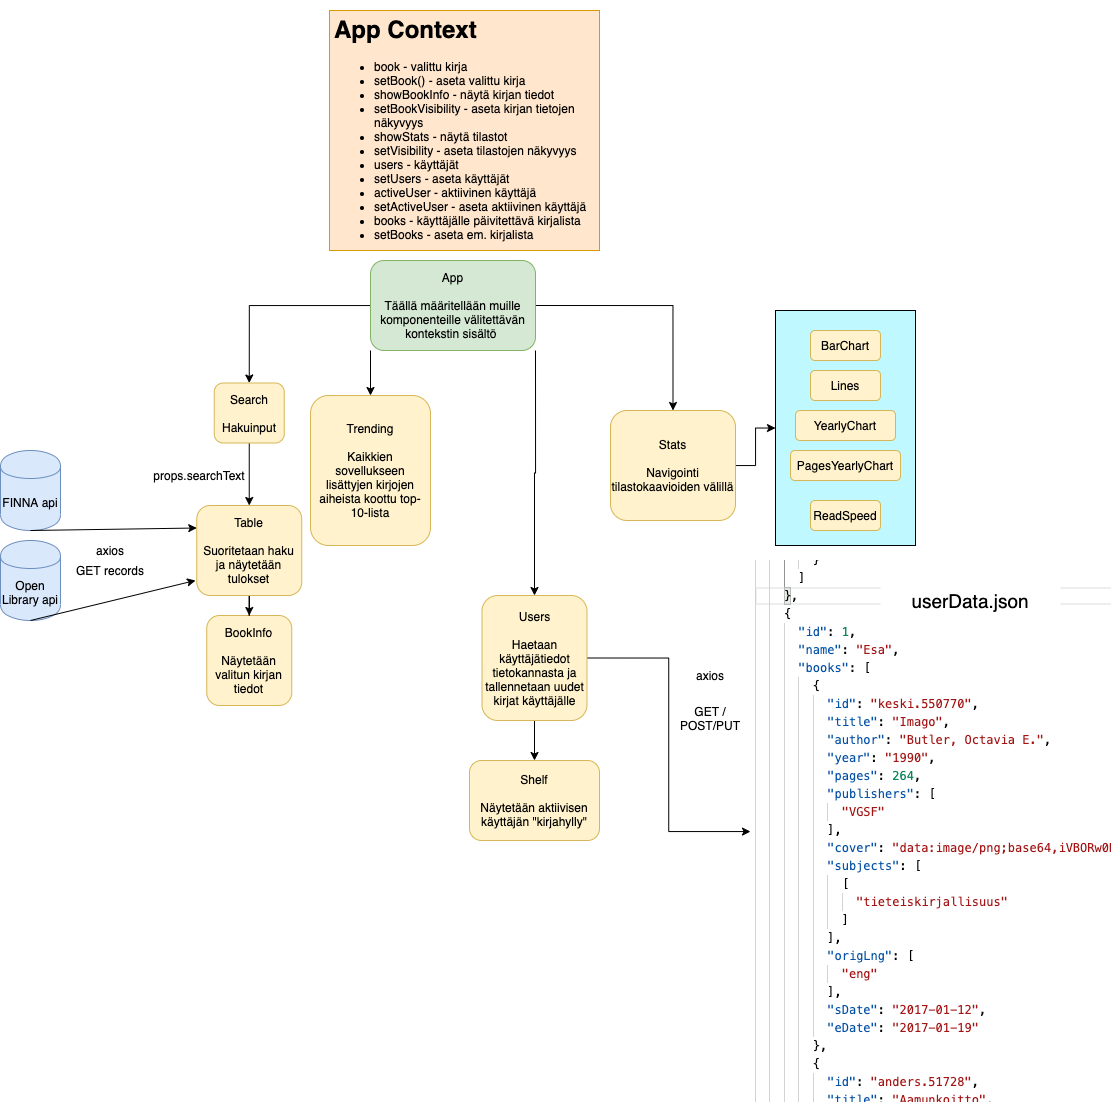 App Context
book - valittu kirja
setBook() - aseta valittu kirja
showBookInfo - näytä kirjan tiedot
setBookVisibility - aseta kirjan tietojen
näkyvyys
showStats - näytä tilastot
setVisibility - aseta tilastojen näkyvyys
users - käyttäjät
setUsers - aseta käyttäjät
activeUser - aktiivinen käyttäjä
setActiveUser - aseta aktiivinen käyttäjä
books - käyttäjälle päivitettävä kirjalista
setBooks - aseta em. kirjalista
App
Täällä määritellään muille
komponenteille välitettävän
kontekstin sisältö
Search
Hakuinput
props.searchText
FINNA api
axios
GET records
Open
Library api
Table
Suoritetaan haku
ja näytetään
tulokset
BookInfo
Näytetään
valitun kirjan
tiedot
Trending
Kaikkien
sovellukseen
lisättyjen kirjojen
aiheista koottu top-
10-lista
Users
Haetaan
käyttäjätiedot
tietokannasta ja
tallennetaan uudet
kirjat käyttäjälle
Shelf
Näytetään aktiivisen
käyttäjän "kirjahylly"
Stats
Navigointi
tilastokaavioiden välillä
BarChart
Lines
YearlyChart
PagesYearlyChart
ReadSpeed
axios
GET /
POST/PUT
userData.json
}
]
},
{
"id": 1,
"name": "Esa",
"books": [
{
"id": "keski.550770",
"title": "Imago",
"author": "Butler, Octavia E.",
"year": "1990",
"pages": 264,
"publishers": [
"VGSF"
],
"cover": "data:image/png;base64,iVBORw0
"subjects": [
[
"tieteiskirjallisuus"
]
],
"origLng": [
"eng"
],
"sDate": "2017-01-12",
"eDate": "2017-01-19"
},
{
"id": "anders.51728",
"title": "Aamunkoitto",